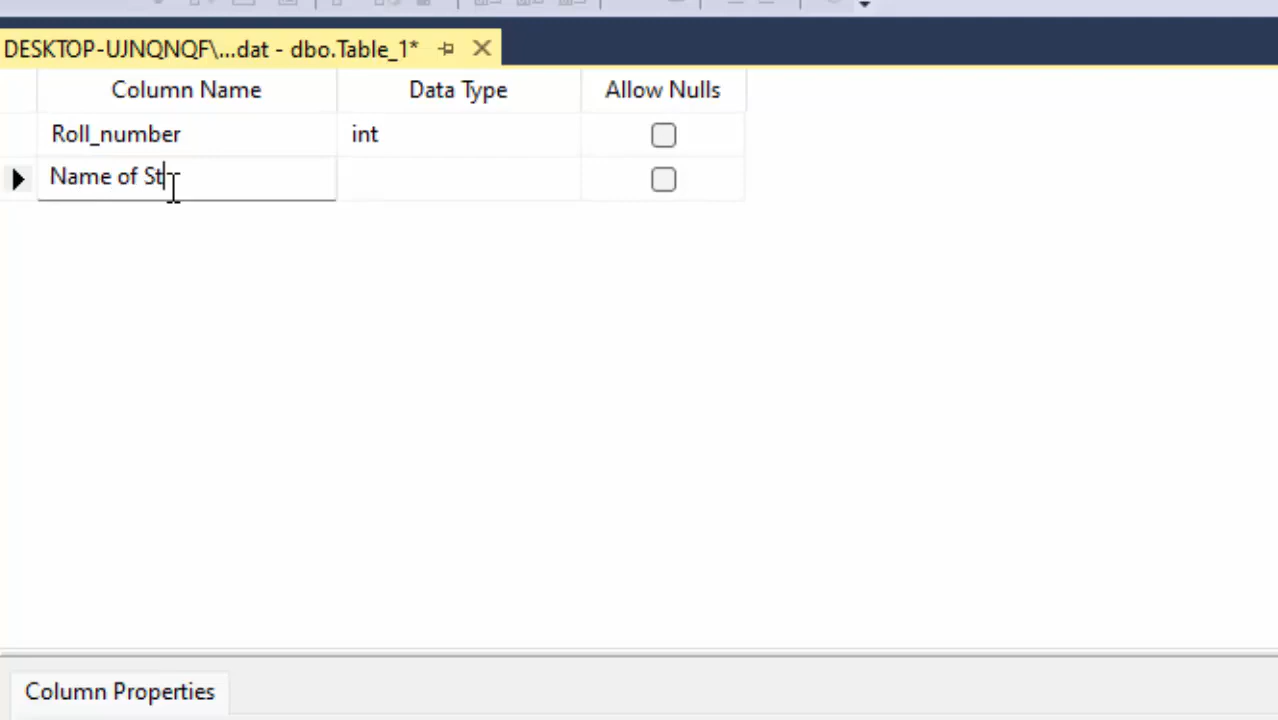 DESKTOP-UJNQNQF\...dat - dbo.Table_1*
Column Name Data Type Allow Nulls
Roll_number int
Name of St
Column Properties